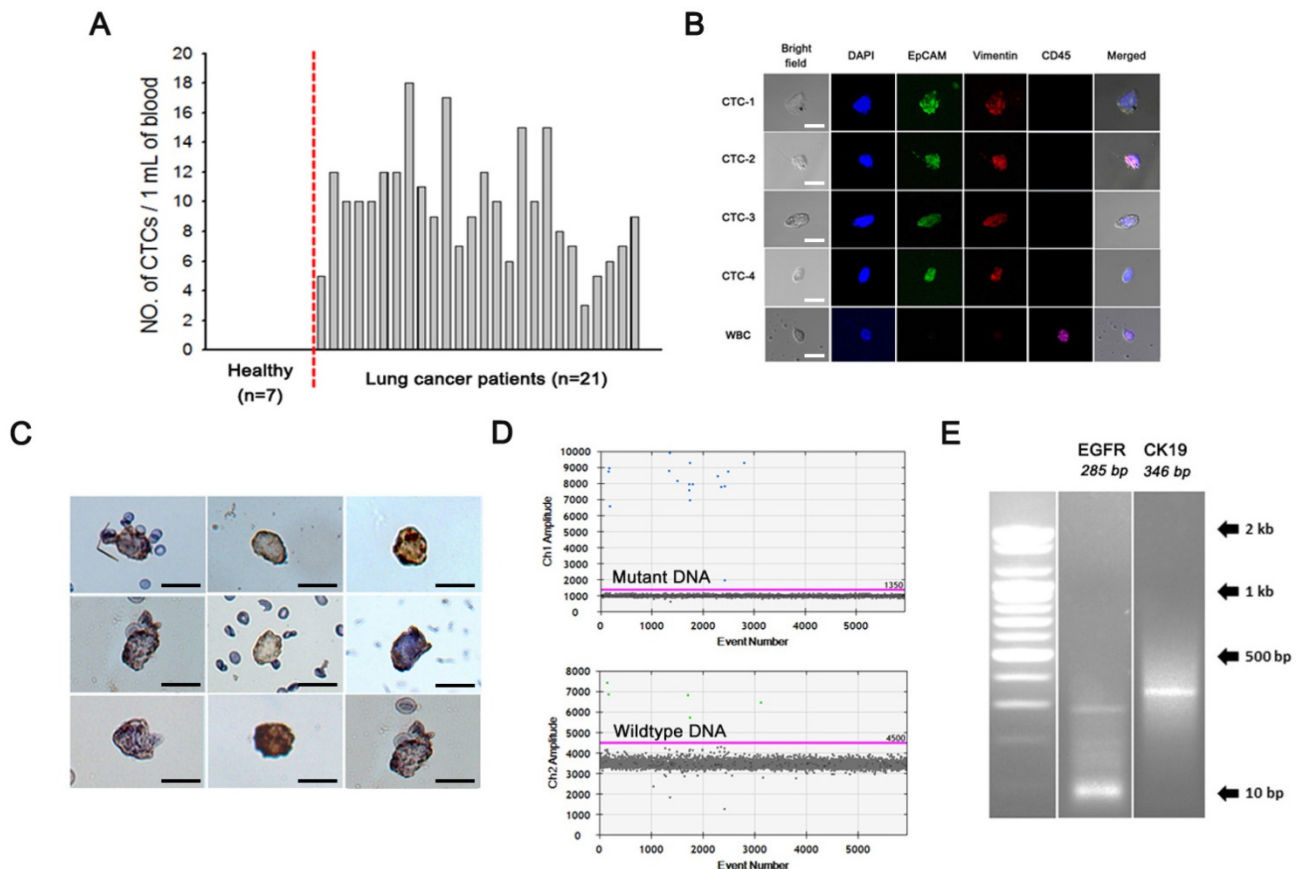 A
NO. of CTCs / 1 mL of blood
20
18
16
14
12
10
8
6
4
2
0
Healthy
(n=7)
Lung cancer patients (n=21)
B
Bright
field
DAPI
EpCAM
Vimentin
CD45
Merged
CTC-1
CTC-2
CTC-3
CTC-4
WBC
C
D
Ch1 Amplitude
10000
9000
8000
7000
6000
5000
4000
3000
2000
1000
0
Mutant DNA
1350
0 1000 2000 3000 4000 5000
Event Number
Ch2 Amplitude
8000
7000
6000
5000
4000
3000
2000
1000
0
Wildtype DNA
4500
0 1000 2000 3000 4000 5000
Event Number
E
EGFR
285 bp
CK19
346 bp
2 kb
1 kb
500 bp
10 bp